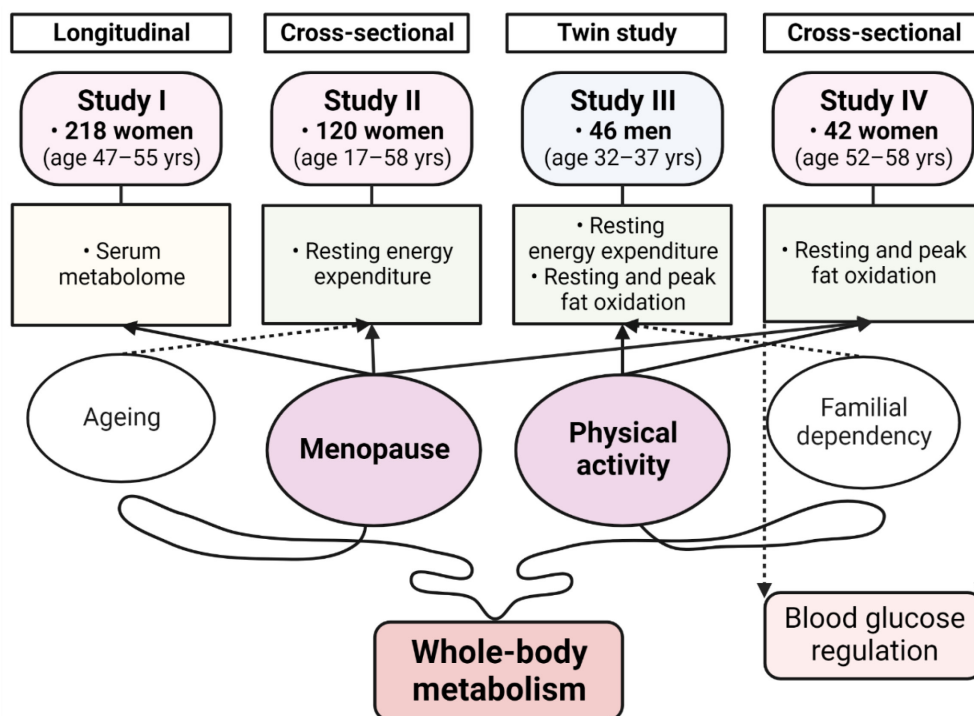 Longitudinal
Cross-sectional
Twin study
Cross-sectional
Study I
• 218 women
(age 47–55 yrs)
Study II
• 120 women
(age 17–58 yrs)
Study III
• 46 men
(age 32–37 yrs)
Study IV
• 42 women
(age 52–58 yrs)
• Serum
metabolome
• Resting energy
expenditure
• Resting
energy expenditure
• Resting and peak
fat oxidation
• Resting and peak
fat oxidation
Ageing
Menopause
Physical
activity
Familial
dependency
Whole-body
metabolism
Blood glucose
regulation